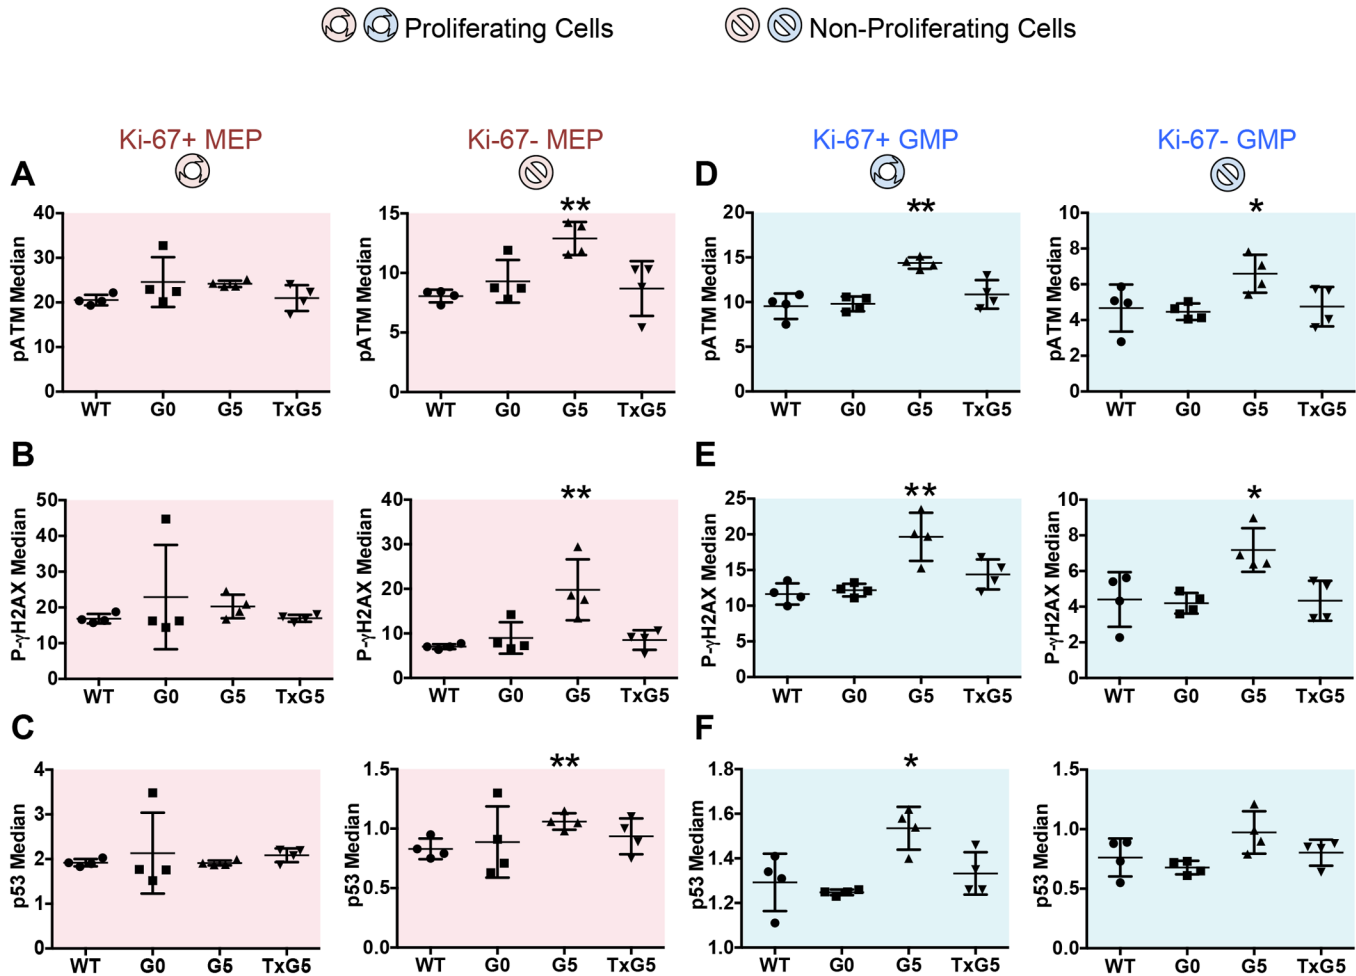 Proliferating Cells Non-Proliferating Cells
Ki-67+ MEP Ki-67- MEP Ki-67+ GMP Ki-67- GMP
A
pATM Median
40
30
20
10
0
WT G0 G5 TxG5
**
pATM Median
15
10
5
0
WT G0 G5 TxG5
D
**
pATM Median
20
15
10
5
0
WT G0 G5 TxG5
*
pATM Median
10
8
6
4
2
0
WT G0 G5 TxG5
B
P-γH2AX Median
50
40
30
20
10
0
WT G0 G5 TxG5
**
P-γH2AX Median
40
30
20
10
0
WT G0 G5 TxG5
E
**
P-γH2AX Median
25
20
15
10
5
0
WT G0 G5 TxG5
*
P-γH2AX Median
10
8
6
4
2
0
WT G0 G5 TxG5
C
p53 Median
4
3
2
1
0
WT G0 G5 TxG5
**
p53 Median
1.5
1.0
0.5
0.0
WT G0 G5 TxG5
F
*
p53 Median
1.8
1.6
1.4
1.2
1.0
WT G0 G5 TxG5
p53 Median
1.5
1.0
0.5
0.0
WT G0 G5 TxG5